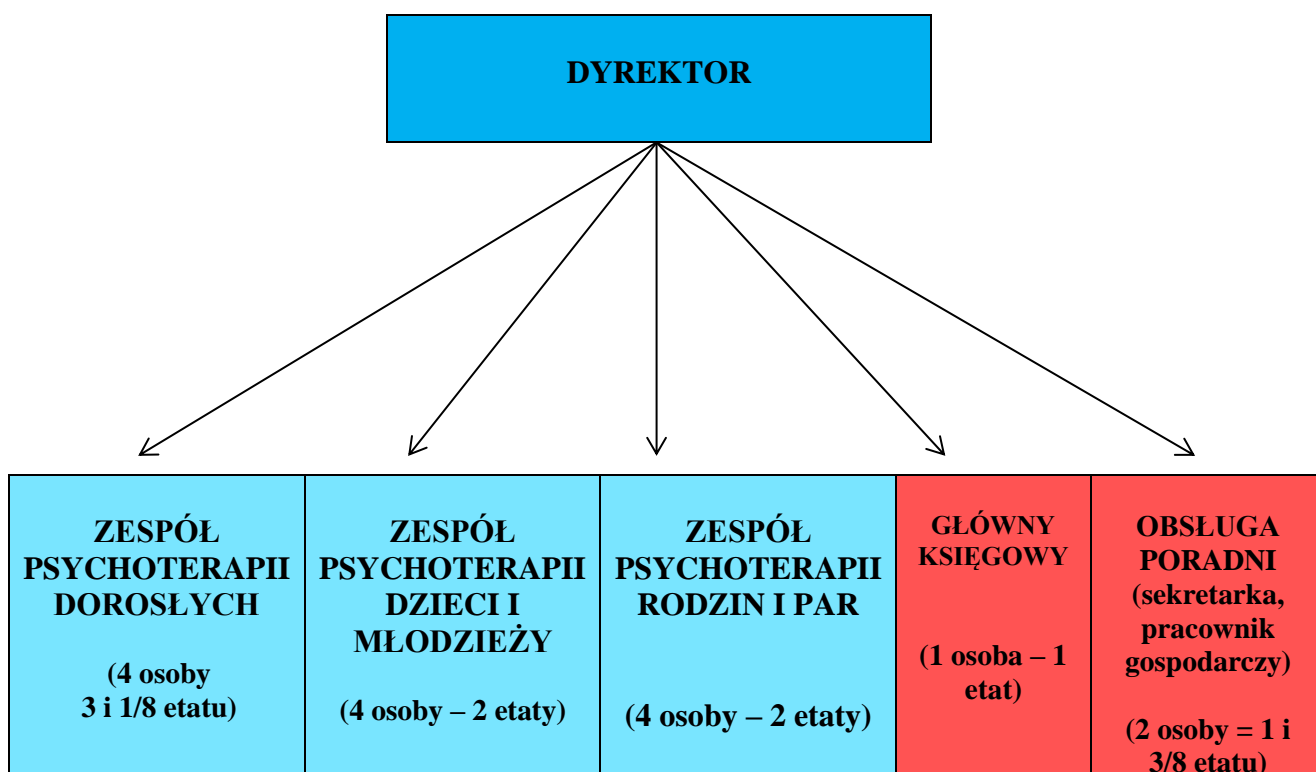 DYREKTOR
ZESPÓŁ
PSYCHOTERAPII
DOROSŁYCH
(4 osoby
3 i 1/8 etatu)
ZESPÓŁ
PSYCHOTERAPII
DZIECI I
MŁODZIEŻY
(4 osoby – 2 etaty)
ZESPÓŁ
PSYCHOTERAPII
RODZIN I PAR
(4 osoby – 2 etaty)
GŁÓWNY
KSIĘGOWY
(1 osoba – 1
etat)
OBSŁUGA
PORADNI
(sekretarka,
pracownik
gospodarczy)
(2 osoby = 1 i
3/8 etatu)